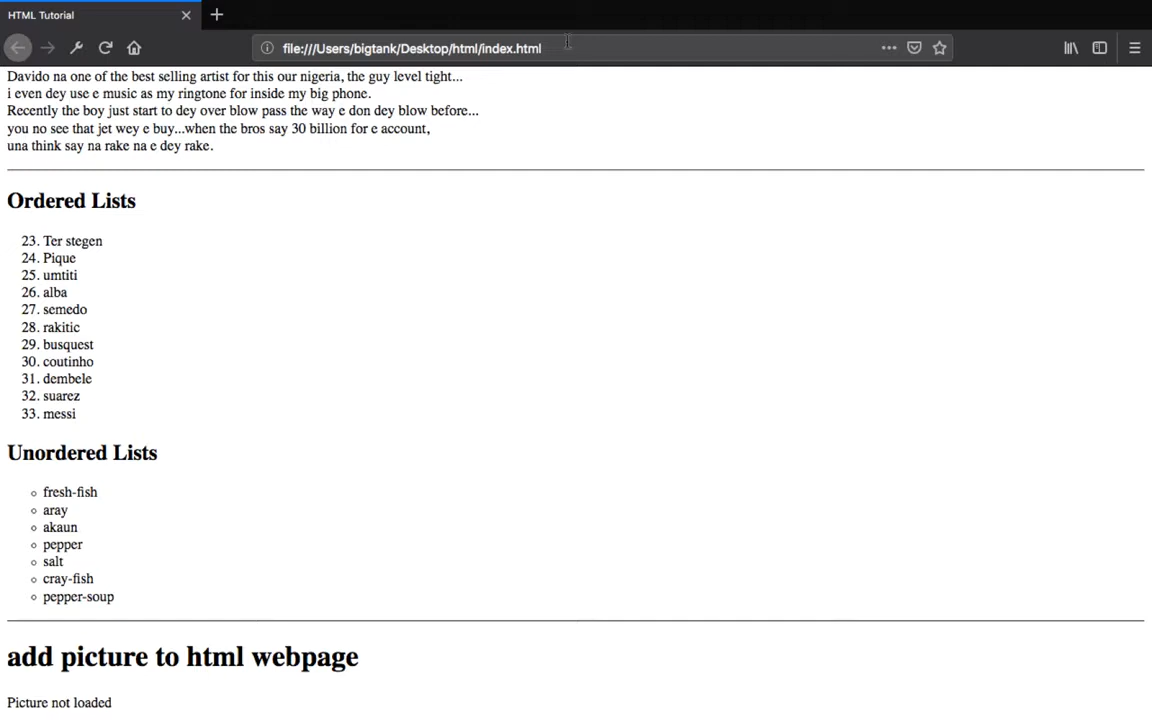 HTML Tutorial
file:///Users/bigtank/Desktop/html/index.html
Davido na one of the best selling artist for this our nigeria, the guy level tight...
i even dey use e music as my ringtone for inside my big phone.
Recently the boy just start to dey over blow pass the way e don dey blow before...
you no see that jet wey e buy...when the bros say 30 billion for e account,
una think say na rake na e dey rake.
Ordered Lists
23. Ter stegen
24. Pique
25. umtiti
26. alba
27. semedo
28. rakitic
29. busquest
30. coutinho
31. dembele
32. suarez
33. messi
Unordered Lists
fresh-fish
aray
akaun
pepper
salt
cray-fish
pepper-soup
add picture to html webpage
Picture not loaded